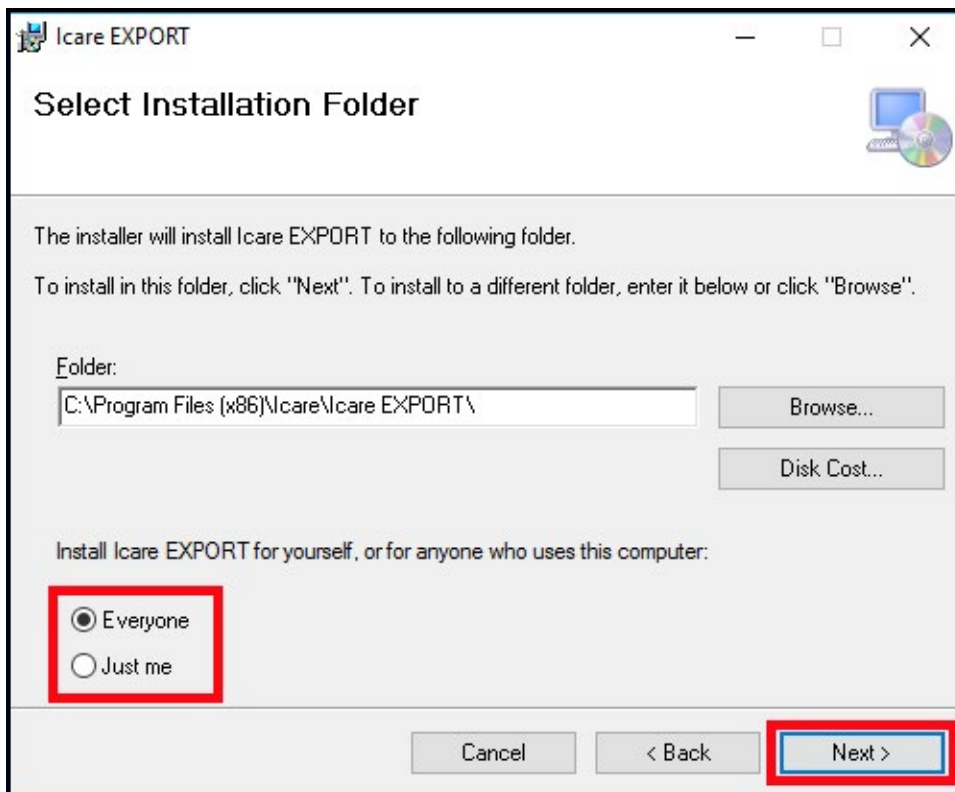 Icare EXPORT
Select Installation Folder
The installer will install Icare EXPORT to the following folder.
To install in this folder, click "Next". To install to a different folder, enter it below or click "Browse".
Folder:
C:\Program Files (x86)\Icare\Icare EXPORT\
Browse...
Disk Cost...
Install Icare EXPORT for yourself, or for anyone who uses this computer:
Everyone
Just me
Cancel
< Back
Next >